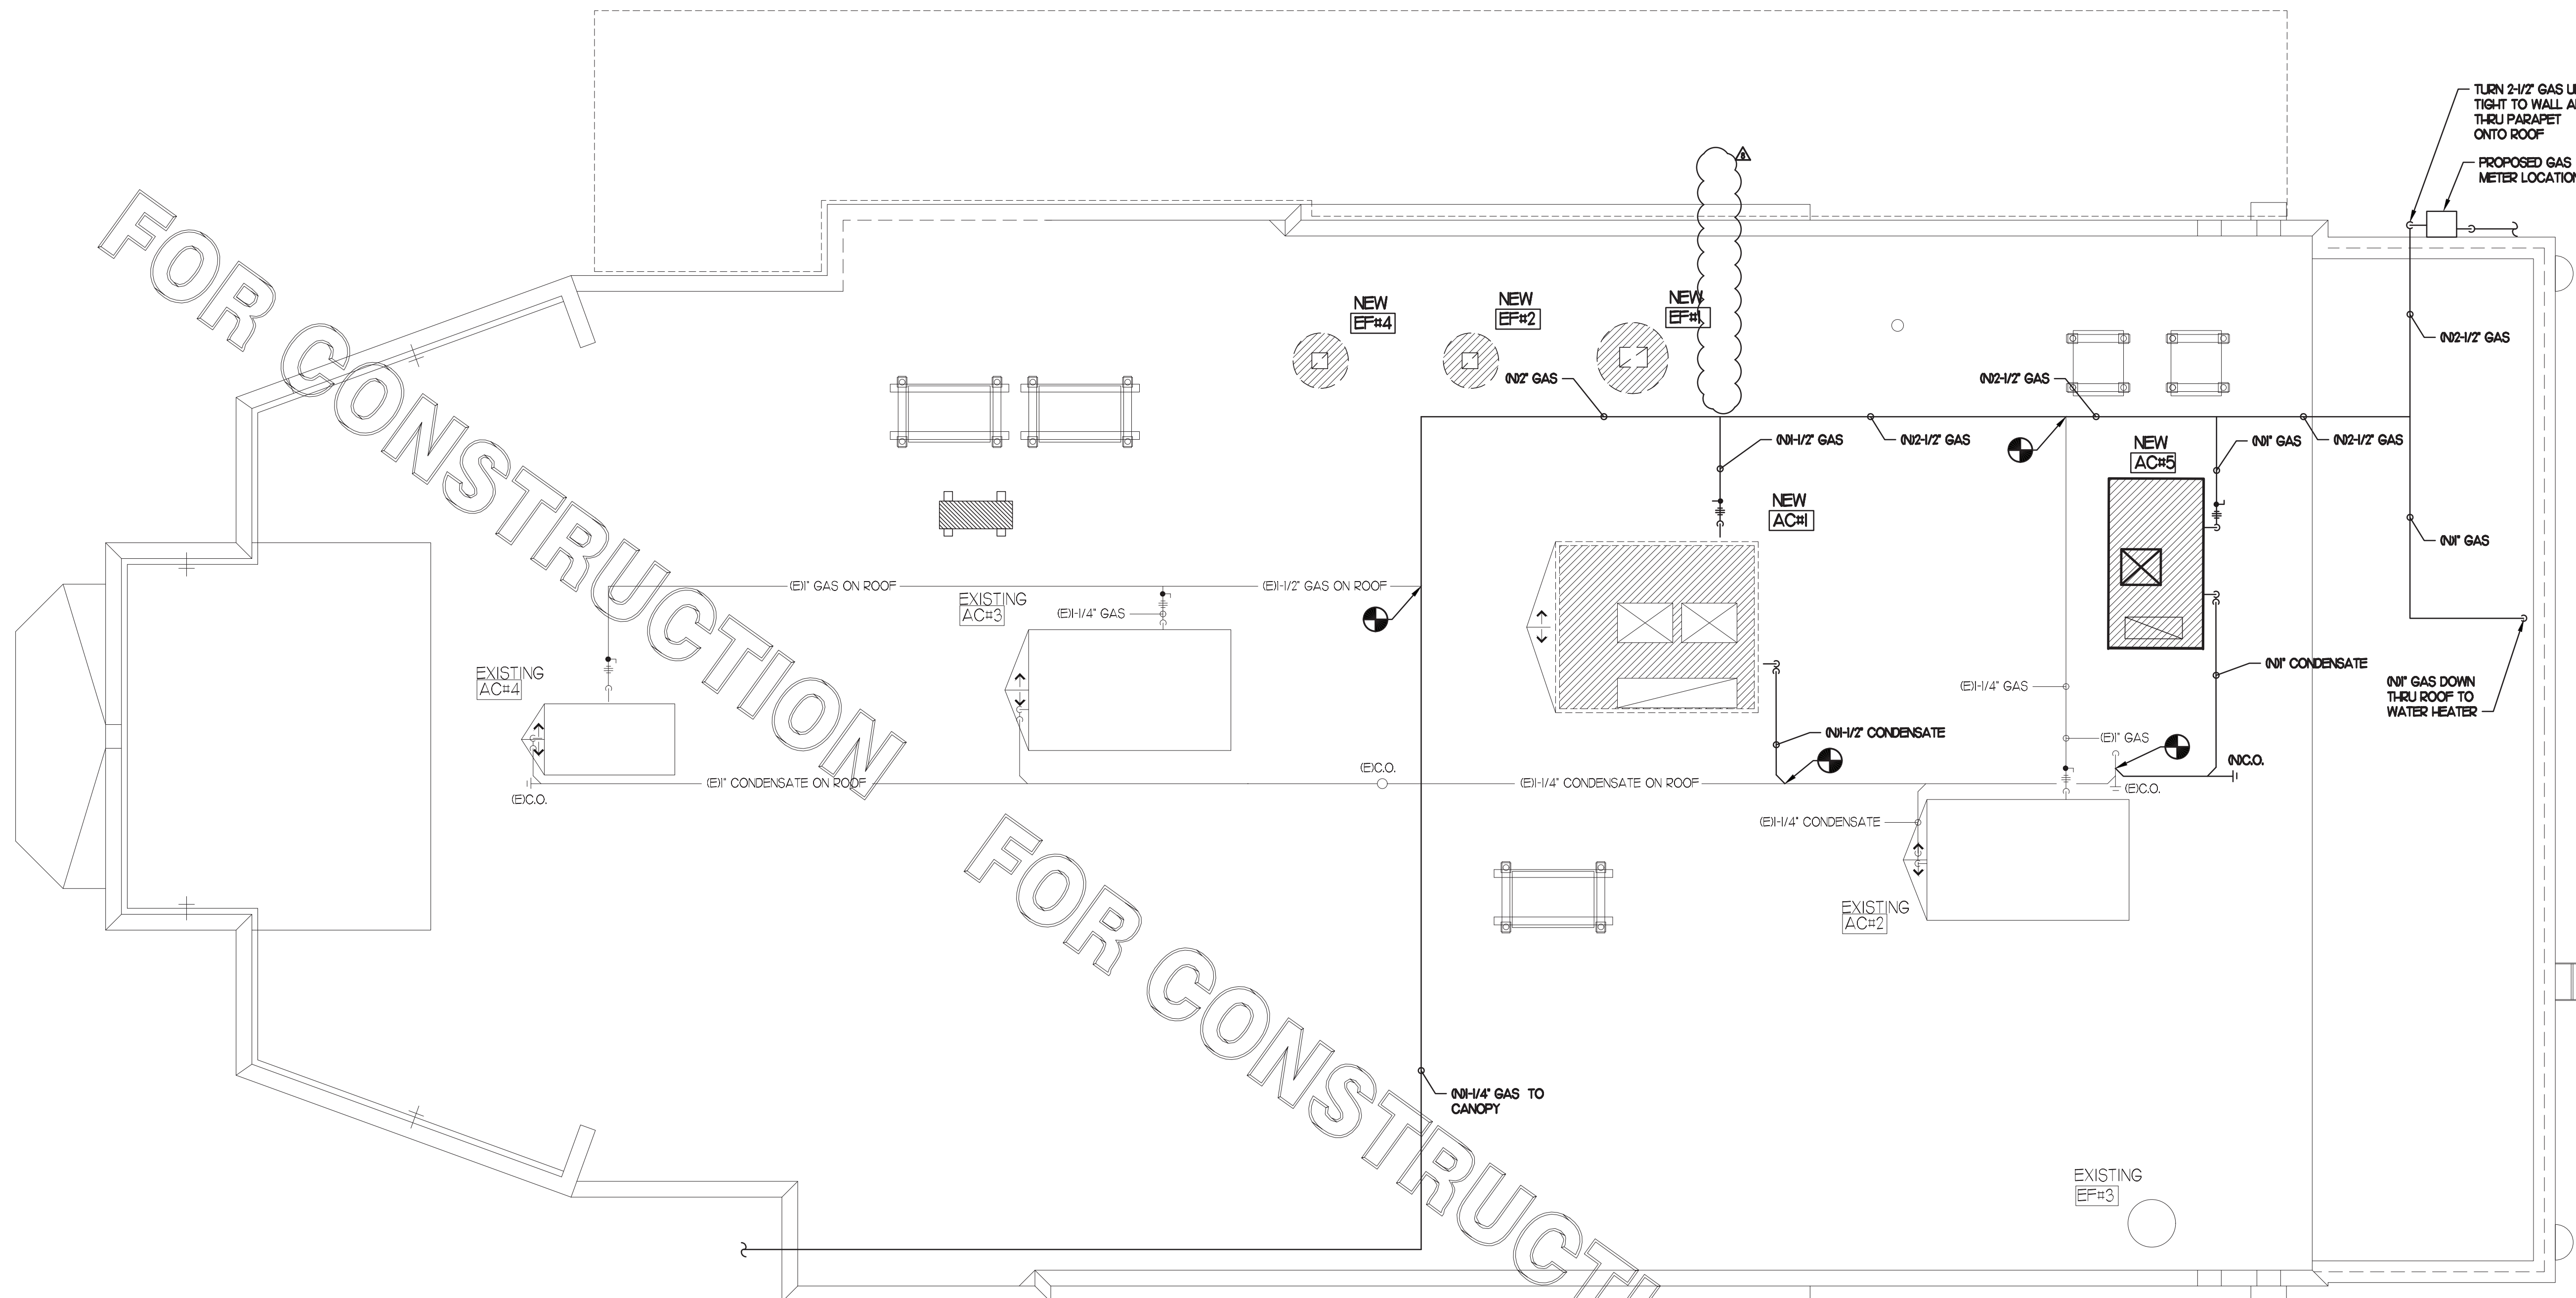 TURN 2-1/2" GAS
TIGHT TO WALL
THRU PARAPET
ONTO ROOF
PROPOSED GAS
METER LOCATION
8
FOR CONSTRUCTION
NEW
EF#4
NEW
EF#2
NEW
EF#1
(N)2" GAS
(N)2-1/2" GAS
(N)2-1/2" GAS
(N)1-1/2" GAS
(N)2-1/2" GAS
NEW
AC#5
(N)1" GAS
(N)2-1/2" GAS
NEW
AC#1
(N)1" GAS
(E)1" GAS ON ROOF
(E)1-1/2" GAS ON ROOF
EXISTING
AC#3
(E)1-1/4" GAS
EXISTING
AC#4
(N)1" CONDENSATE
(E)1-1/4" GAS
(N)1" GAS DOWN
THRU ROOF TO
WATER HEATER
(N)1-1/2" CONDENSATE
(E)1" GAS
(N)C.O.
(E)C.O.
(E)1" CONDENSATE ON ROOF
(E)1-1/4" CONDENSATE ON ROOF
(E)C.O.
(E)C.O.
(E)1-1/4" CONDENSATE
EXISTING
AC#2
FOR CONSTRUCTI
(N)1-1/4" GAS TO
CANOPY
EXISTING
EF#3